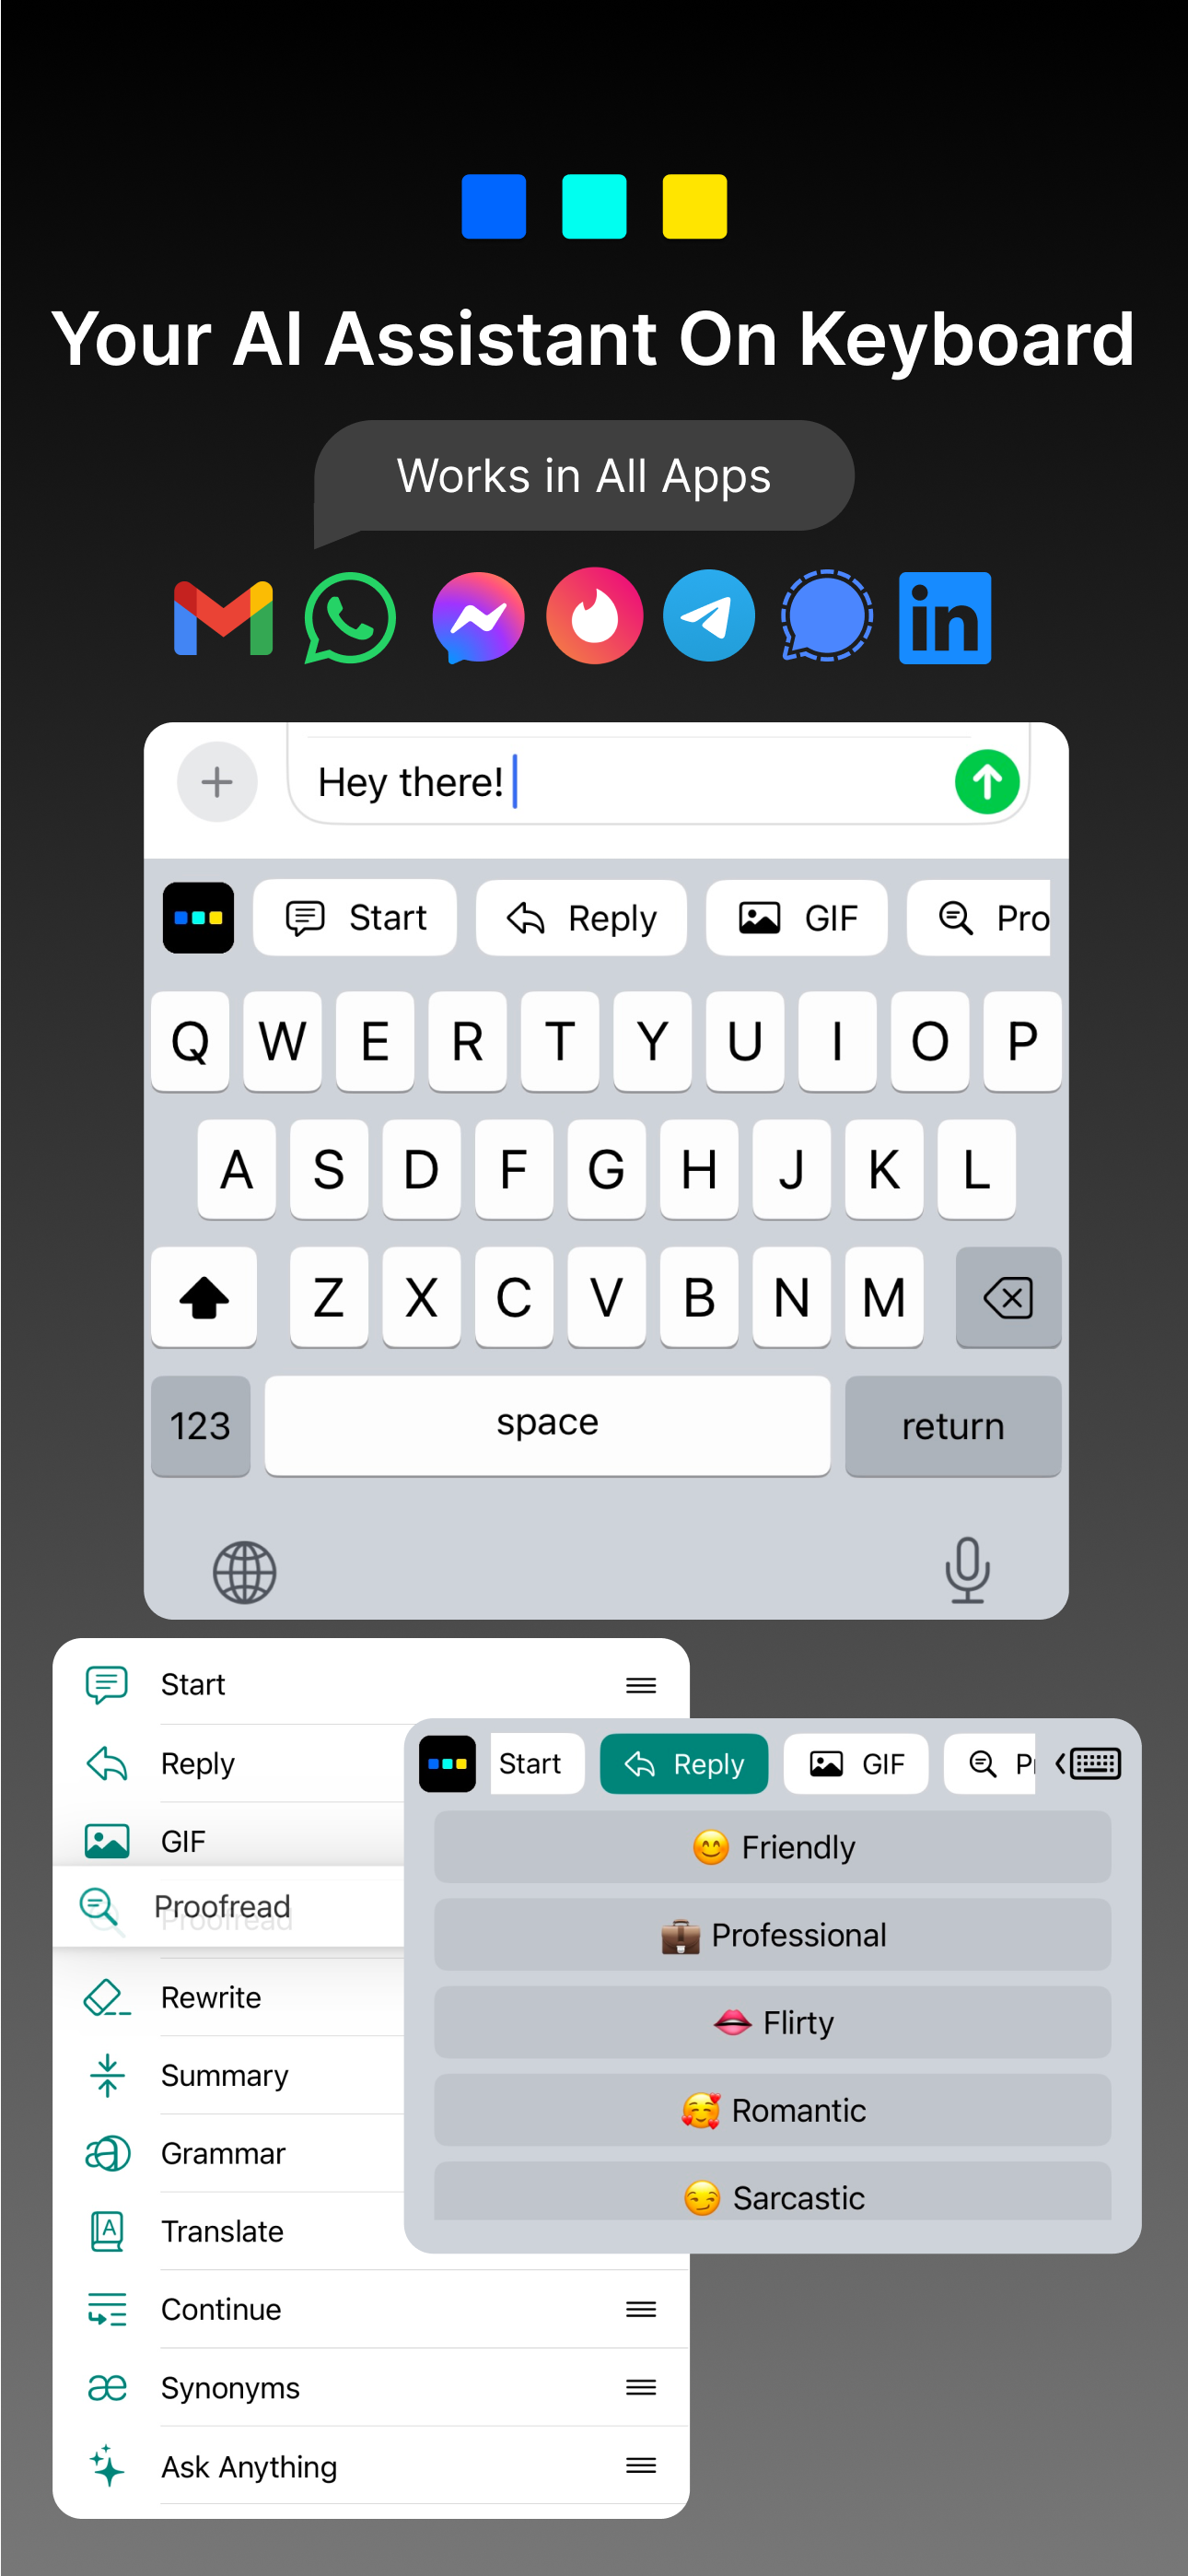 Your AI Assistant On Keyboard
Works in All Apps
in
Hey there!
Start Reply GIF Pro
Q W E R T Y U I O P
A S D F G H J K L
Z X C V B N M
123 space return
Start
Reply
GIF
Proofread
Proofread
Rewrite
Summary
Grammar
Translate
Continue
Synonyms
Ask Anything
Start Reply GIF
😊 Friendly
💼 Professional
🫦 Flirty
🥰 Romantic
😏 Sarcastic